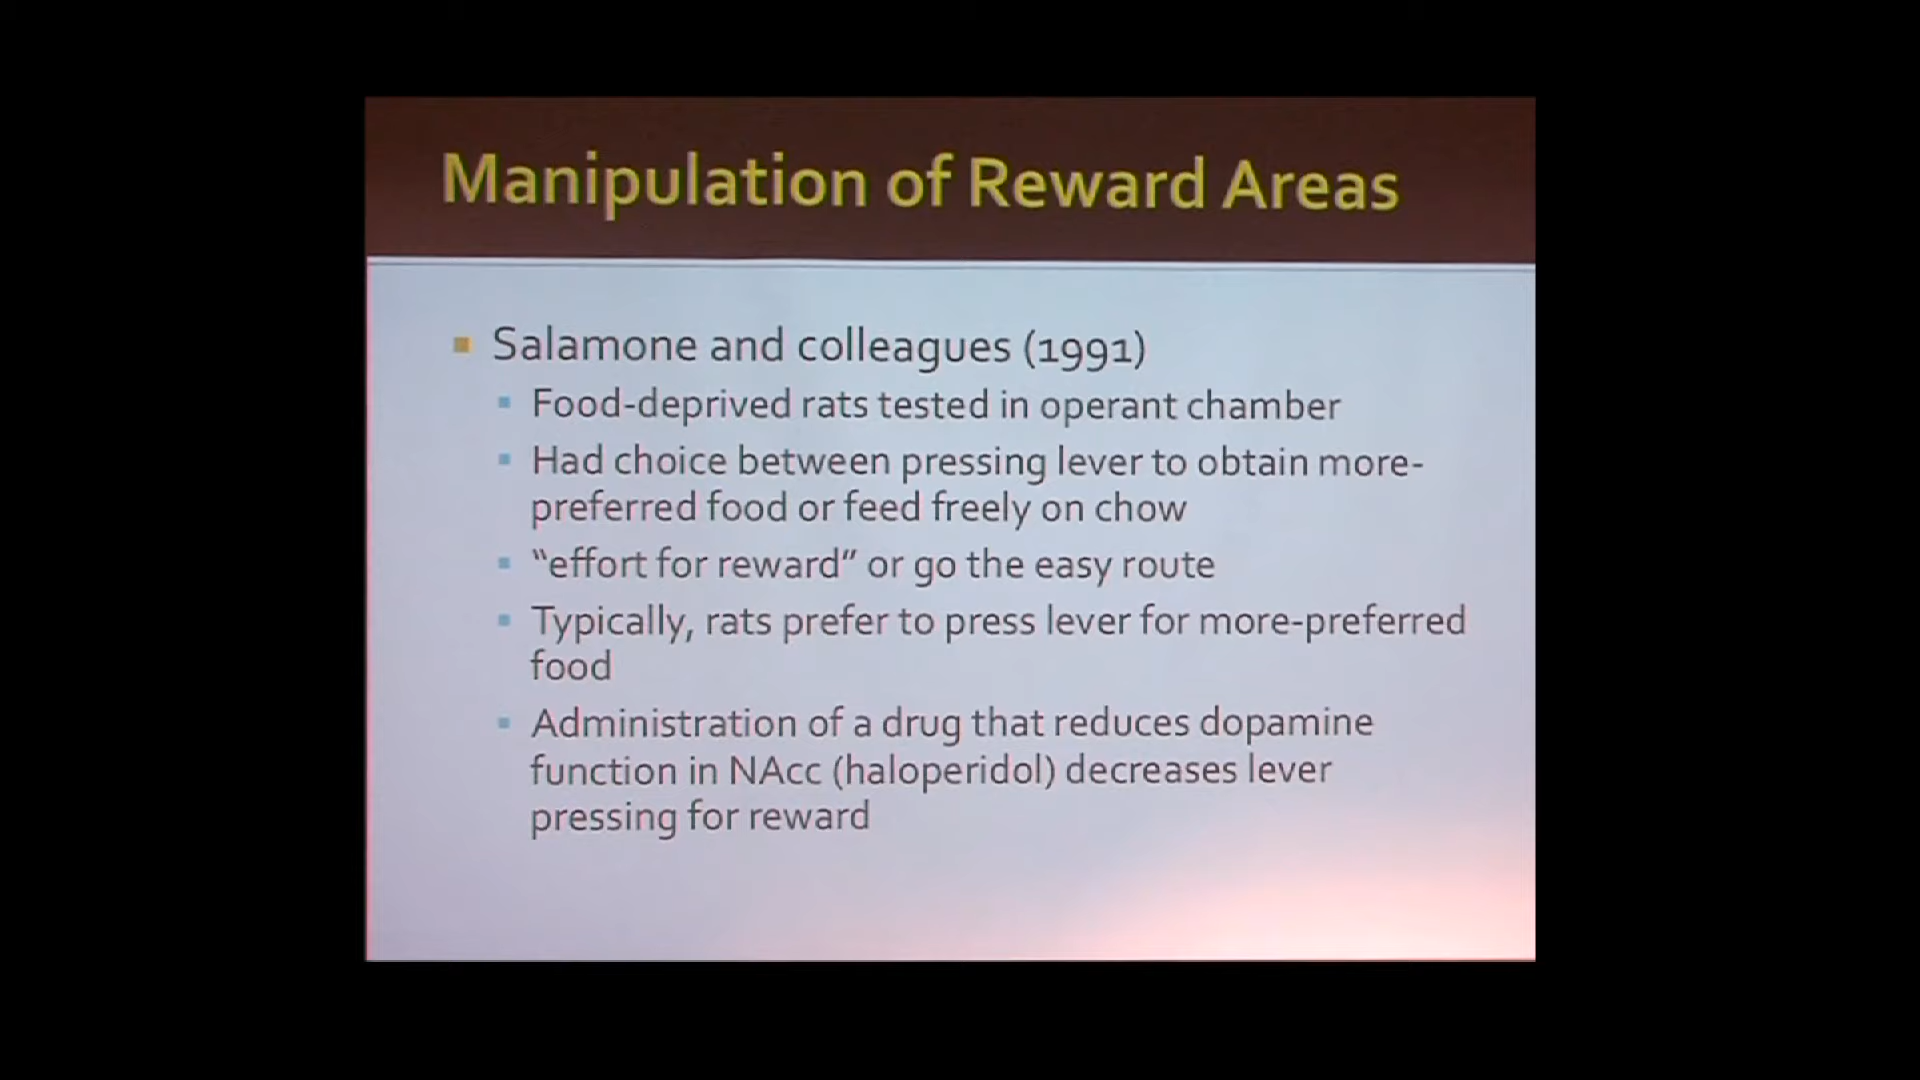 Manipulation of Reward Areas
Salamone and colleagues (1991)
Food-deprived rats tested in operant chamber
Had choice between pressing lever to obtain more-
preferred food or feed freely on chow
“effort for reward” or go the easy route
Typically, rats prefer to press lever for more-preferred
food
Administration of a drug that reduces dopamine
function in NAcc (haloperidol) decreases lever
pressing for reward